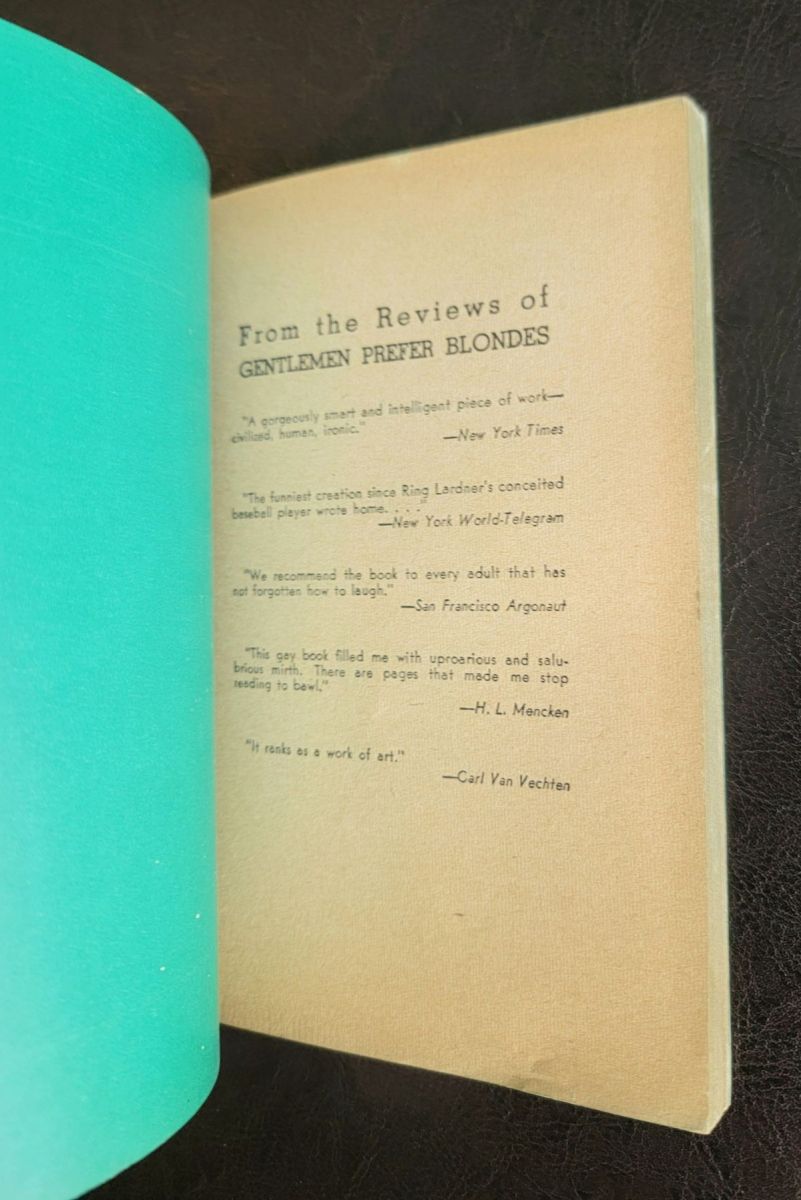 From the Reviews of
GENTLEMEN PREFER BLONDES
"A gorgeously smart and intelligent piece of work—
civilized, human, ironic."
—New York Times
"The funniest creation since Ring Lardner's conceited
baseball player wrote home. . . ."
—New York World-Telegram
"We recommend the book to every adult that has
not forgotten how to laugh."
—San Francisco Argonaut
"This gay book filled me with uproarious and salu-
brious mirth. There are pages that made me stop
reading to bawl."
—H. L. Mencken
"It ranks as a work of art."
—Carl Van Vechten